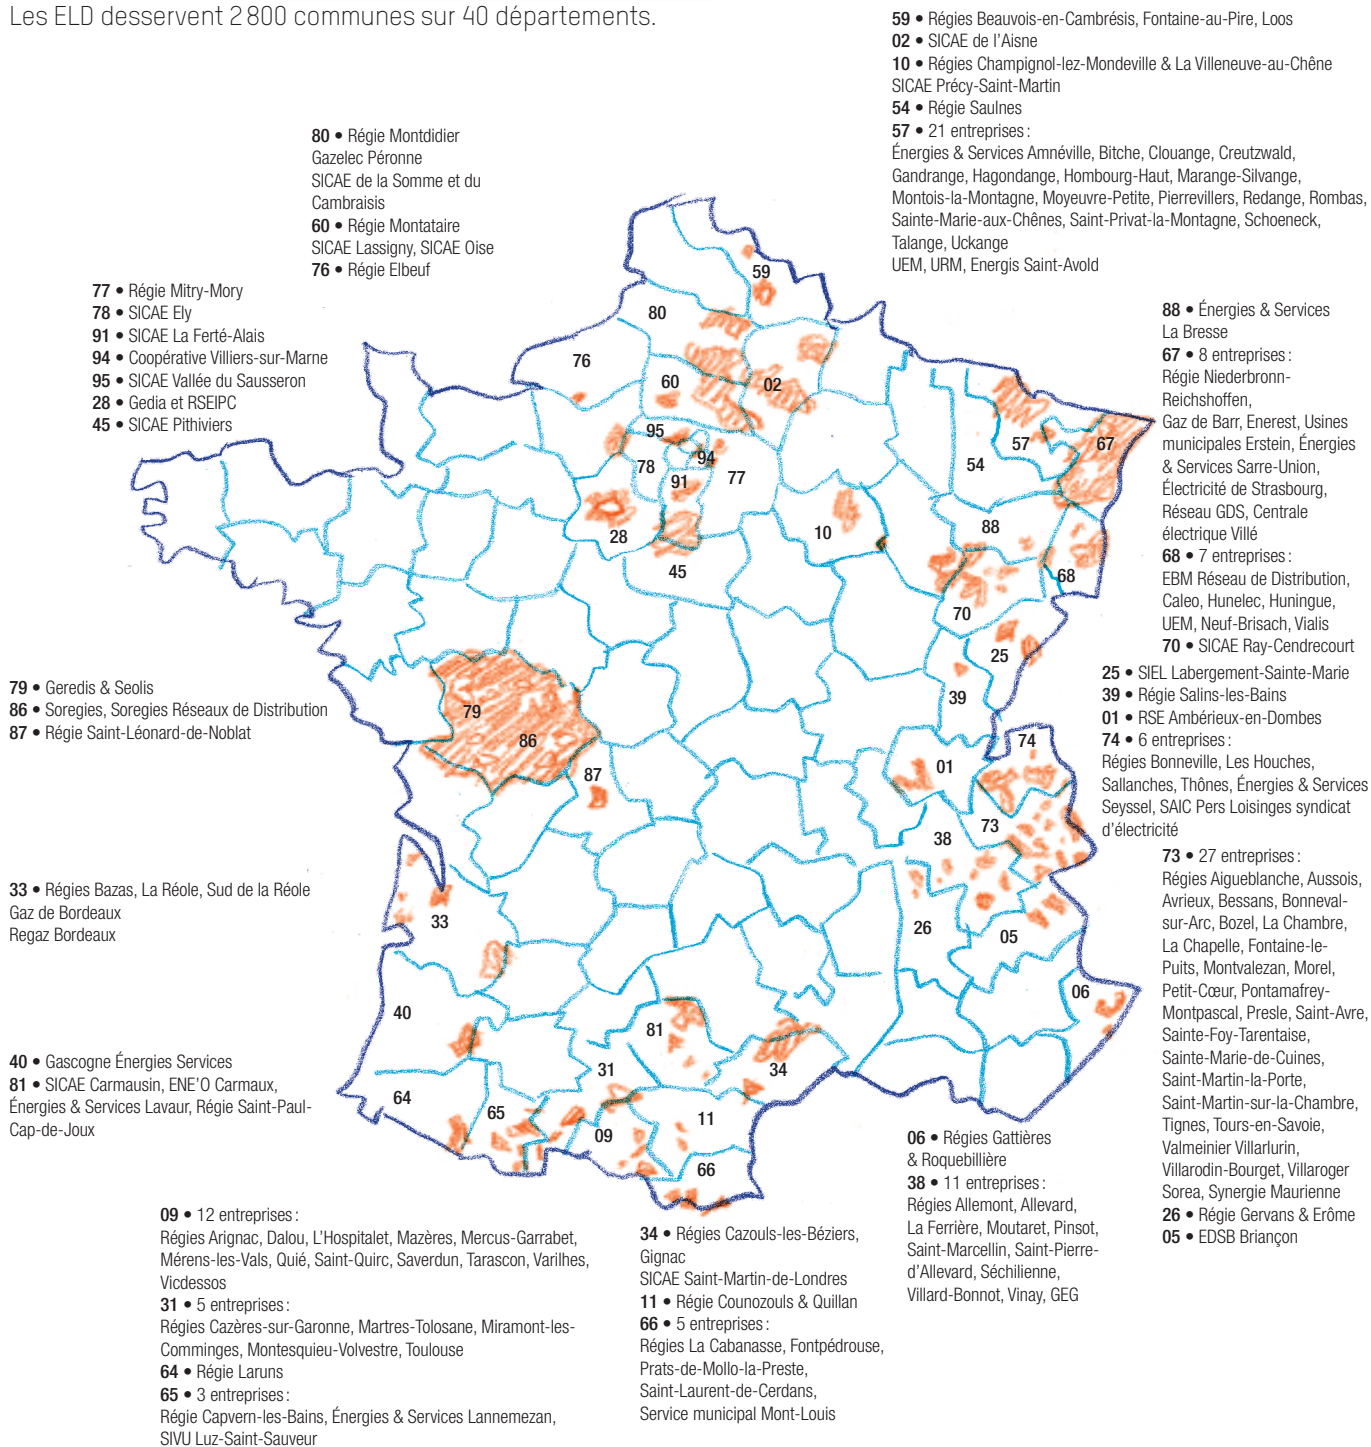 Les ELD desservent 2 800 communes sur 40 départements.
59 • Régies Beauvois-en-Cambrésis, Fontaine-au-Pire, Loos
02 • SICAE de l'Aisne
10 • Régies Champignol-lez-Mondeville & La Villeneuve-au-Chêne
SICAE Précy-Saint-Martin
54 • Régie Saulnes
57 • 21 entreprises :
Énergies & Services Amnéville, Bitche, Clouange, Creutzwald,
Gandrange, Hagondange, Hombourg-Haut, Marange-Silvange,
Montois-la-Montagne, Moyeuvre-Petite, Pierrevillers, Redange, Rombas,
Sainte-Marie-aux-Chênes, Saint-Privat-la-Montagne, Schoeneck,
Talange, Uckange
UEM, URM, Energis Saint-Avold
80 • Régie Montdidier
Gazelec Péronne
SICAE de la Somme et du
Cambraisis
60 • Régie Montataire
SICAE Lassigny, SICAE Oise
76 • Régie Elbeuf
77 • Régie Mitry-Mory
78 • SICAE Ely
91 • SICAE La Ferté-Alais
94 • Coopérative Villiers-sur-Marne
95 • SICAE Vallée du Sausseron
28 • Gedia et RSEIPC
45 • SICAE Pithiviers
88 • Énergies & Services
La Bresse
67 • 8 entreprises :
Régie Niederbronn-
Reichshoffen,
Gaz de Barr, Enerest, Usines
municipales Erstein, Énergies
& Services Sarre-Union,
Électricité de Strasbourg,
Réseau GDS, Centrale
électrique Villé
68 • 7 entreprises :
EBM Réseau de Distribution,
Caleo, Hunelec, Huningue,
UEM, Neuf-Brisach, Vialis
70 • SICAE Ray-Cendrecourt
25 • SIEL Labergement-Sainte-Marie
39 • Régie Salins-les-Bains
01 • RSE Ambérieux-en-Dombes
74 • 6 entreprises :
Régies Bonneville, Les Houches,
Sallanches, Thônes, Énergies & Services
Seyssel, SAIC Pers Loisinges syndicat
d'électricité
73 • 27 entreprises :
Régies Aigueblanche, Aussois,
Avrieux, Bessans, Bonneval-
sur-Arc, Bozel, La Chambre,
La Chapelle, Fontaine-le-
Puits, Montvalezan, Morel,
Petit-Cœur, Pontamafrey-
Montpascal, Presle, Saint-Avre,
Sainte-Foy-Tarentaise,
Sainte-Marie-de-Cuines,
Saint-Martin-la-Porte,
Saint-Martin-sur-la-Chambre,
Tignes, Tours-en-Savoie,
Valmeinier Villarlurin,
Villarodin-Bourget, Villaroger
Sorea, Synergie Maurienne
26 • Régie Gervans & Erôme
05 • EDSB Briançon
79 • Geredis & Seolis
86 • Soregies, Soregies Réseaux de Distribution
87 • Régie Saint-Léonard-de-Noblat
33 • Régies Bazas, La Réole, Sud de la Réole
Gaz de Bordeaux
Regaz Bordeaux
40 • Gascogne Énergies Services
81 • SICAE Carmausin, ENE'O Carmaux,
Énergies & Services Lavaur, Régie Saint-Paul-
Cap-de-Joux
09 • 12 entreprises :
Régies Arignac, Dalou, L'Hospitalet, Mazères, Mercus-Garrabet,
Mérens-les-Vals, Quié, Saint-Quirc, Saverdun, Tarascon, Varilhes,
Vicdessos
31 • 5 entreprises :
Régies Cazères-sur-Garonne, Martres-Tolosane, Miramont-les-
Comminges, Montesquieu-Volvestre, Toulouse
64 • Régie Laruns
65 • 3 entreprises :
Régie Capvern-les-Bains, Énergies & Services Lannemezan,
SIVU Luz-Saint-Sauveur
34 • Régies Cazouls-les-Béziers,
Gignac
SICAE Saint-Martin-de-Londres
11 • Régie Counozouls & Quillan
66 • 5 entreprises :
Régies La Cabanasse, Fontpédrouse,
Prats-de-Mollo-la-Preste,
Saint-Laurent-de-Cerdans,
Service municipal Mont-Louis
06 • Régies Gattières
& Roquebillière
38 • 11 entreprises :
Régies Allemont, Allevard,
La Ferrière, Moutaret, Pinsot,
Saint-Marcellin, Saint-Pierre-
d'Allevard, Séchilienne,
Villard-Bonnot, Vinay, GEG
59
80
76
60
02
95
94
78
91
77
57
67
54
10
88
28
45
68
70
25
39
79
86
87
74
01
73
38
33
26
05
06
40
81
31
34
64
65
09
11
66